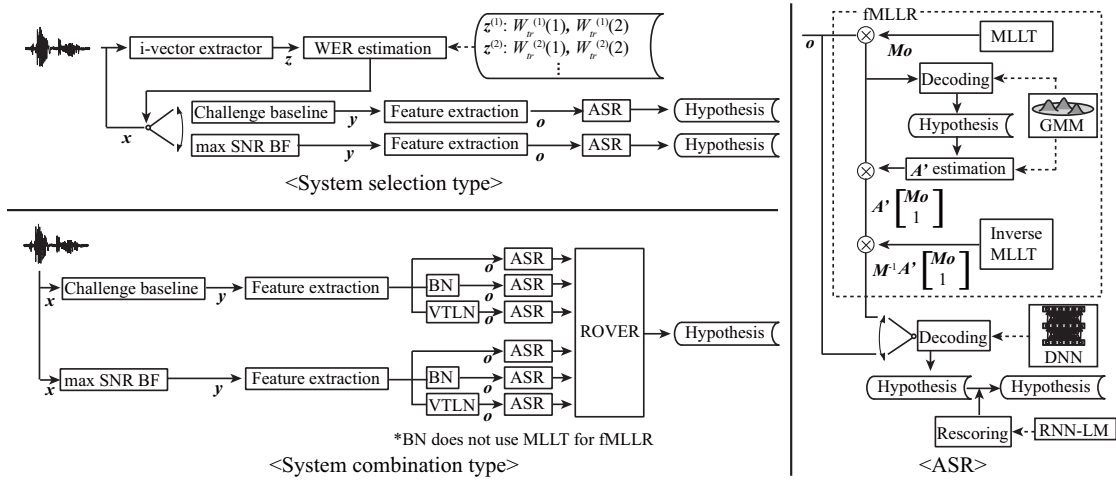 i-vector extractor
z
WER estimation
z⁽¹⁾: W_tr⁽¹⁾(1), W_tr⁽¹⁾(2)
z⁽²⁾: W_tr⁽²⁾(1), W_tr⁽²⁾(2)
⋮
x
Challenge baseline
y
Feature extraction
o
ASR
Hypothesis
max SNR BF
y
Feature extraction
o
ASR
Hypothesis
<System selection type>
x
Challenge baseline
y
Feature extraction
o
ASR
BN
o
ASR
VTLN
o
ASR
x
max SNR BF
y
Feature extraction
o
ASR
BN
o
ASR
VTLN
o
ASR
ROVER
Hypothesis
*BN does not use MLLT for fMLLR
<System combination type>
fMLLR
o
Mo
MLLT
Decoding
Hypothesis
GMM
A' estimation
A' [Mo
1]
Inverse
MLLT
M⁻¹A' [Mo
1]
Decoding
DNN
Hypothesis
Hypothesis
Rescoring
RNN-LM
<ASR>